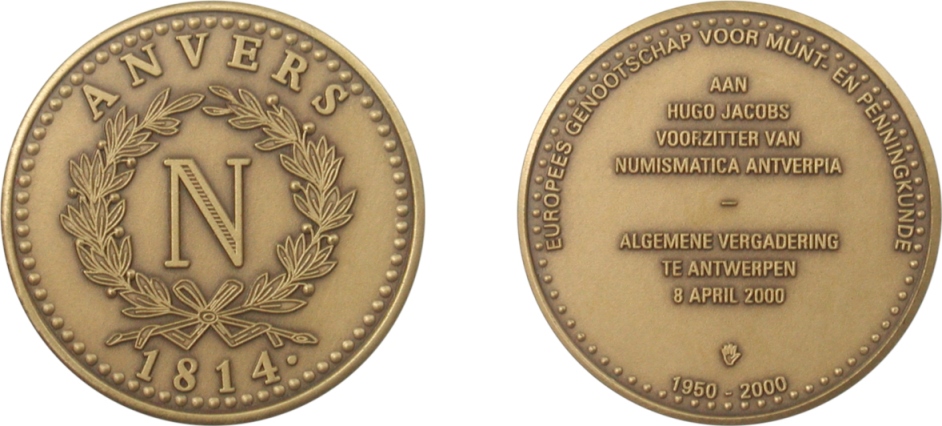 ANVERS
N
1814.
EUROPEES GENOOTSCHAP VOOR MUNT- EN PENNINGKUNDE
AAN
HUGO JACOBS
VOORZITTER VAN
NUMISMATICA ANTVERPIA
—
ALGEMENE VERGADERING
TE ANTWERPEN
8 APRIL 2000
1950 - 2000